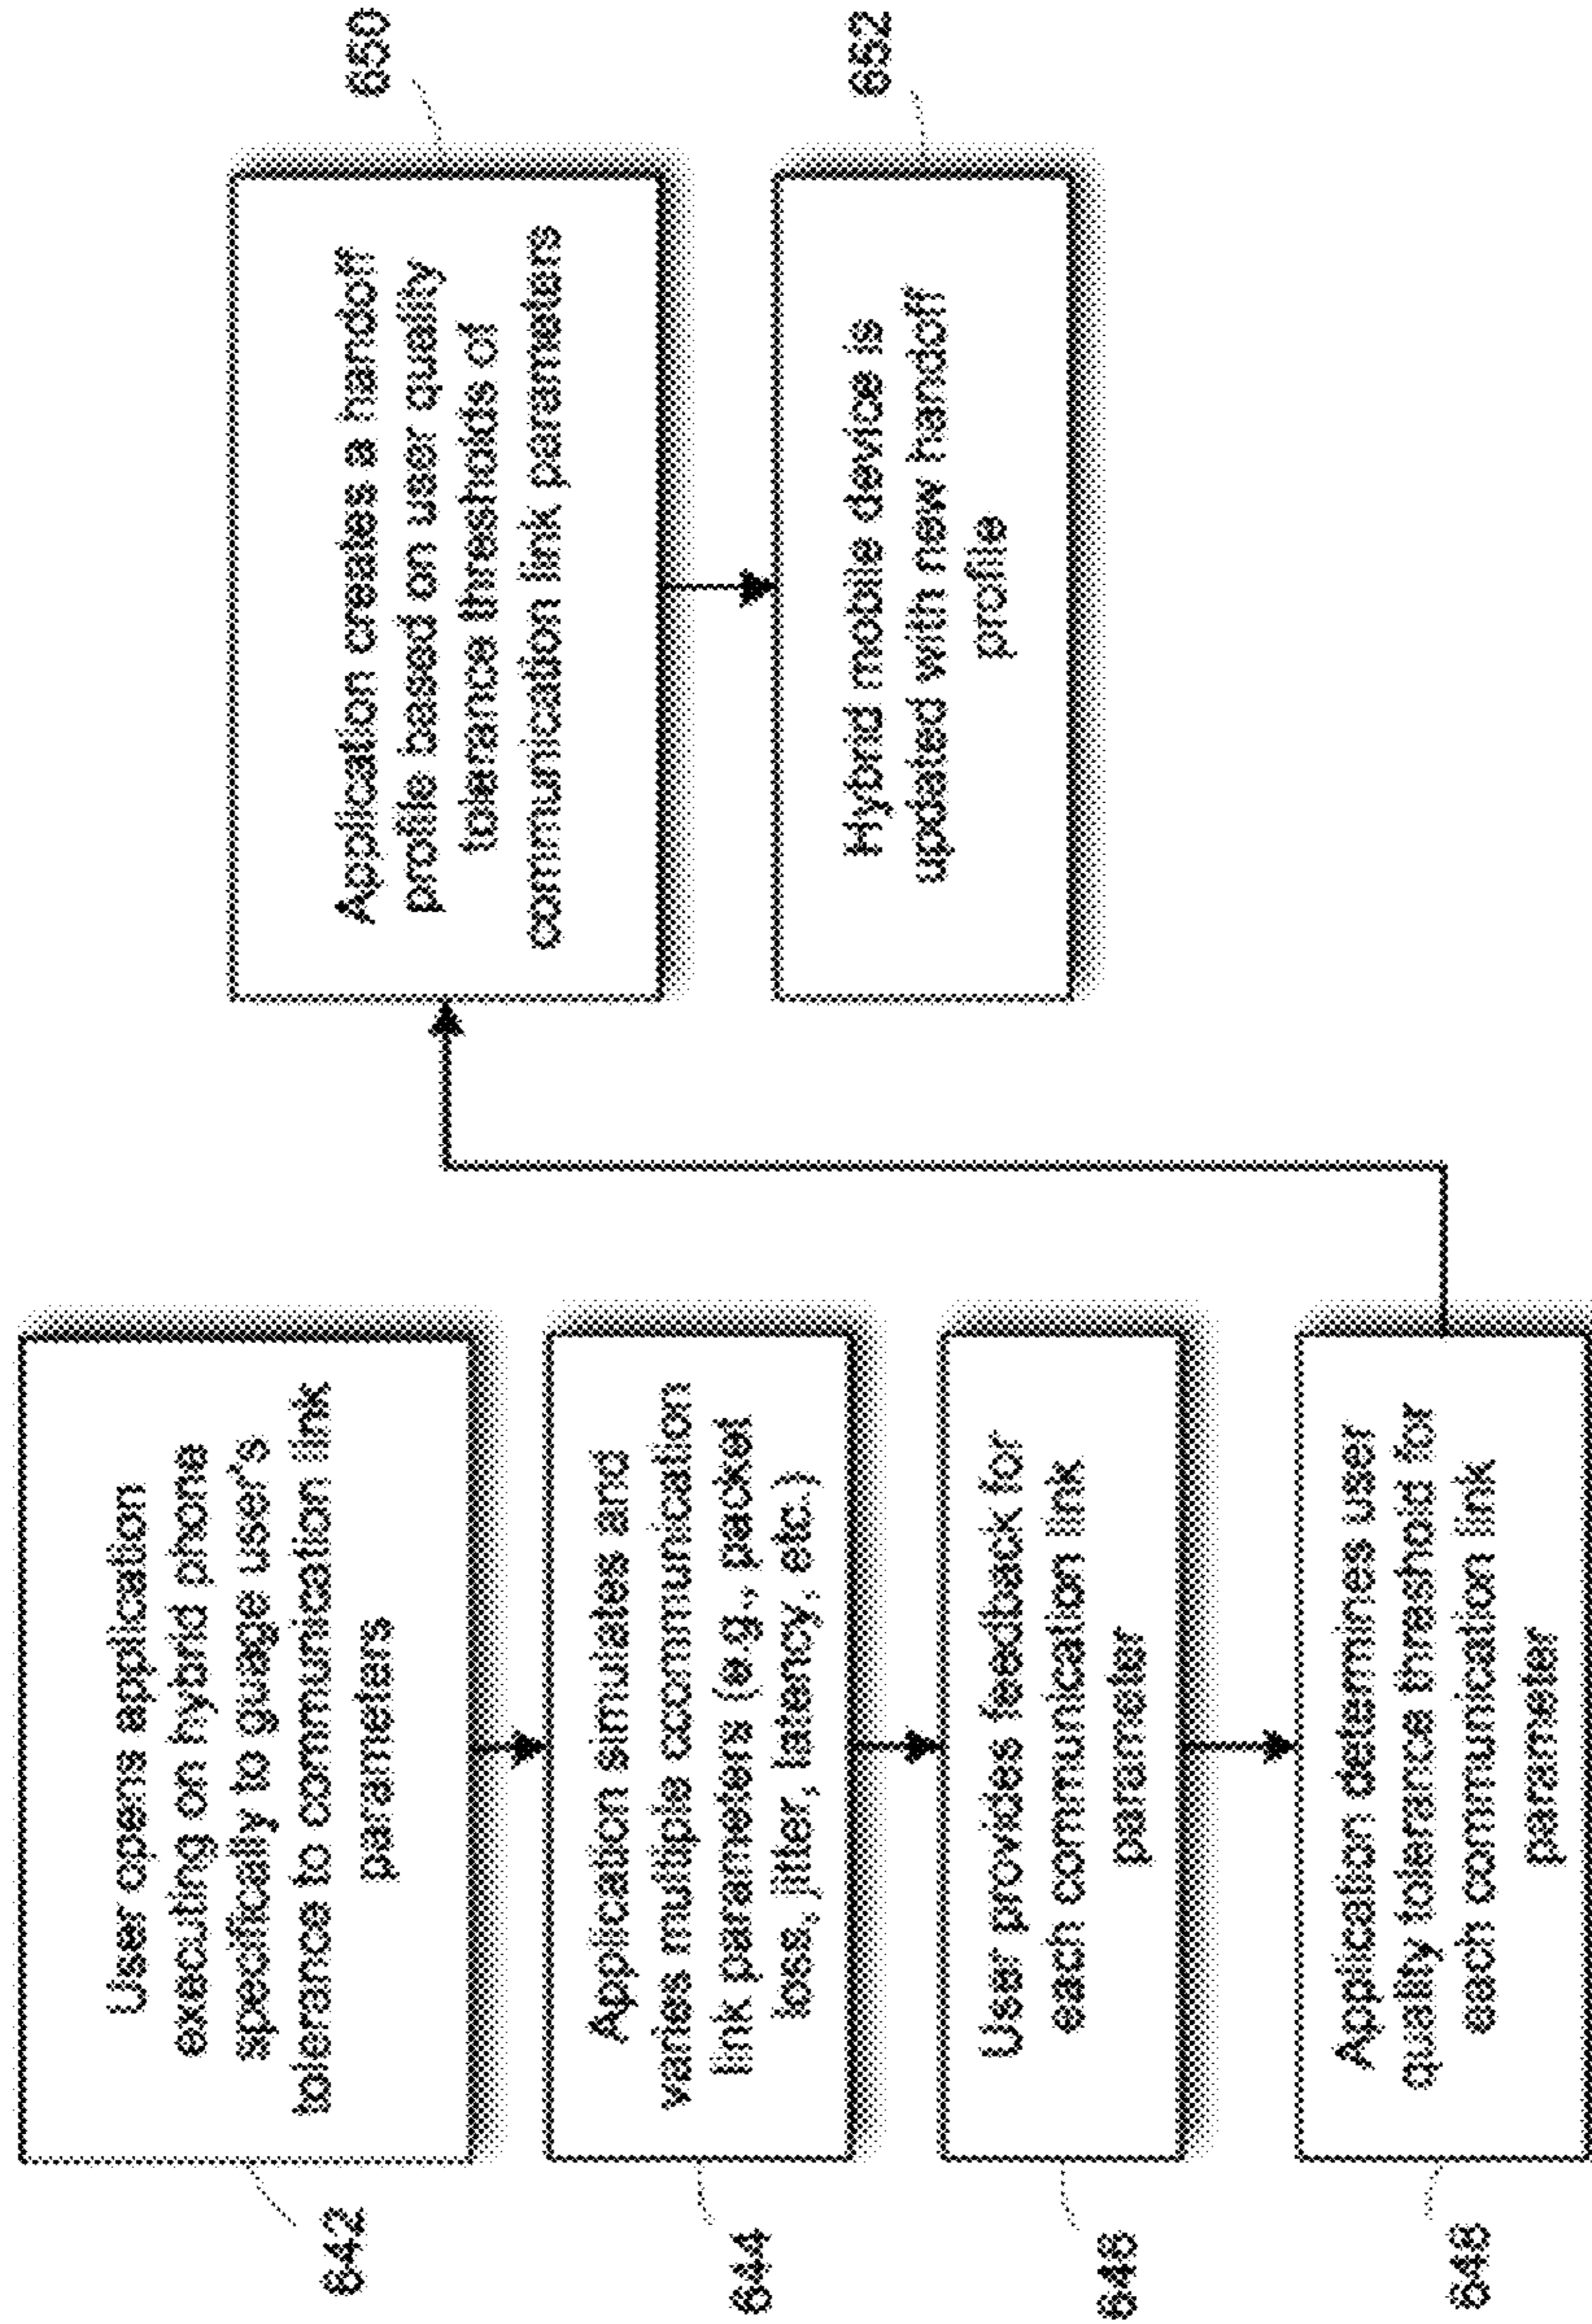 642
User opens application
executing on hybrid phone
specifically to guage user's
tolerance to communication link
parameters
644
Application simulates and
varies multiple communication
link parameters (e.g., packet
loss, jitter, latency, etc.)
646
User provides feedback for
each communication link
parameter
648
Application determines user
quality tolerance threshold for
each communication link
parameter
650
Application creates a handoff
profile based on user quality
tolerance thresholds of
communication link parameters
652
Hybrid mobile device is
updated with new handoff
profile